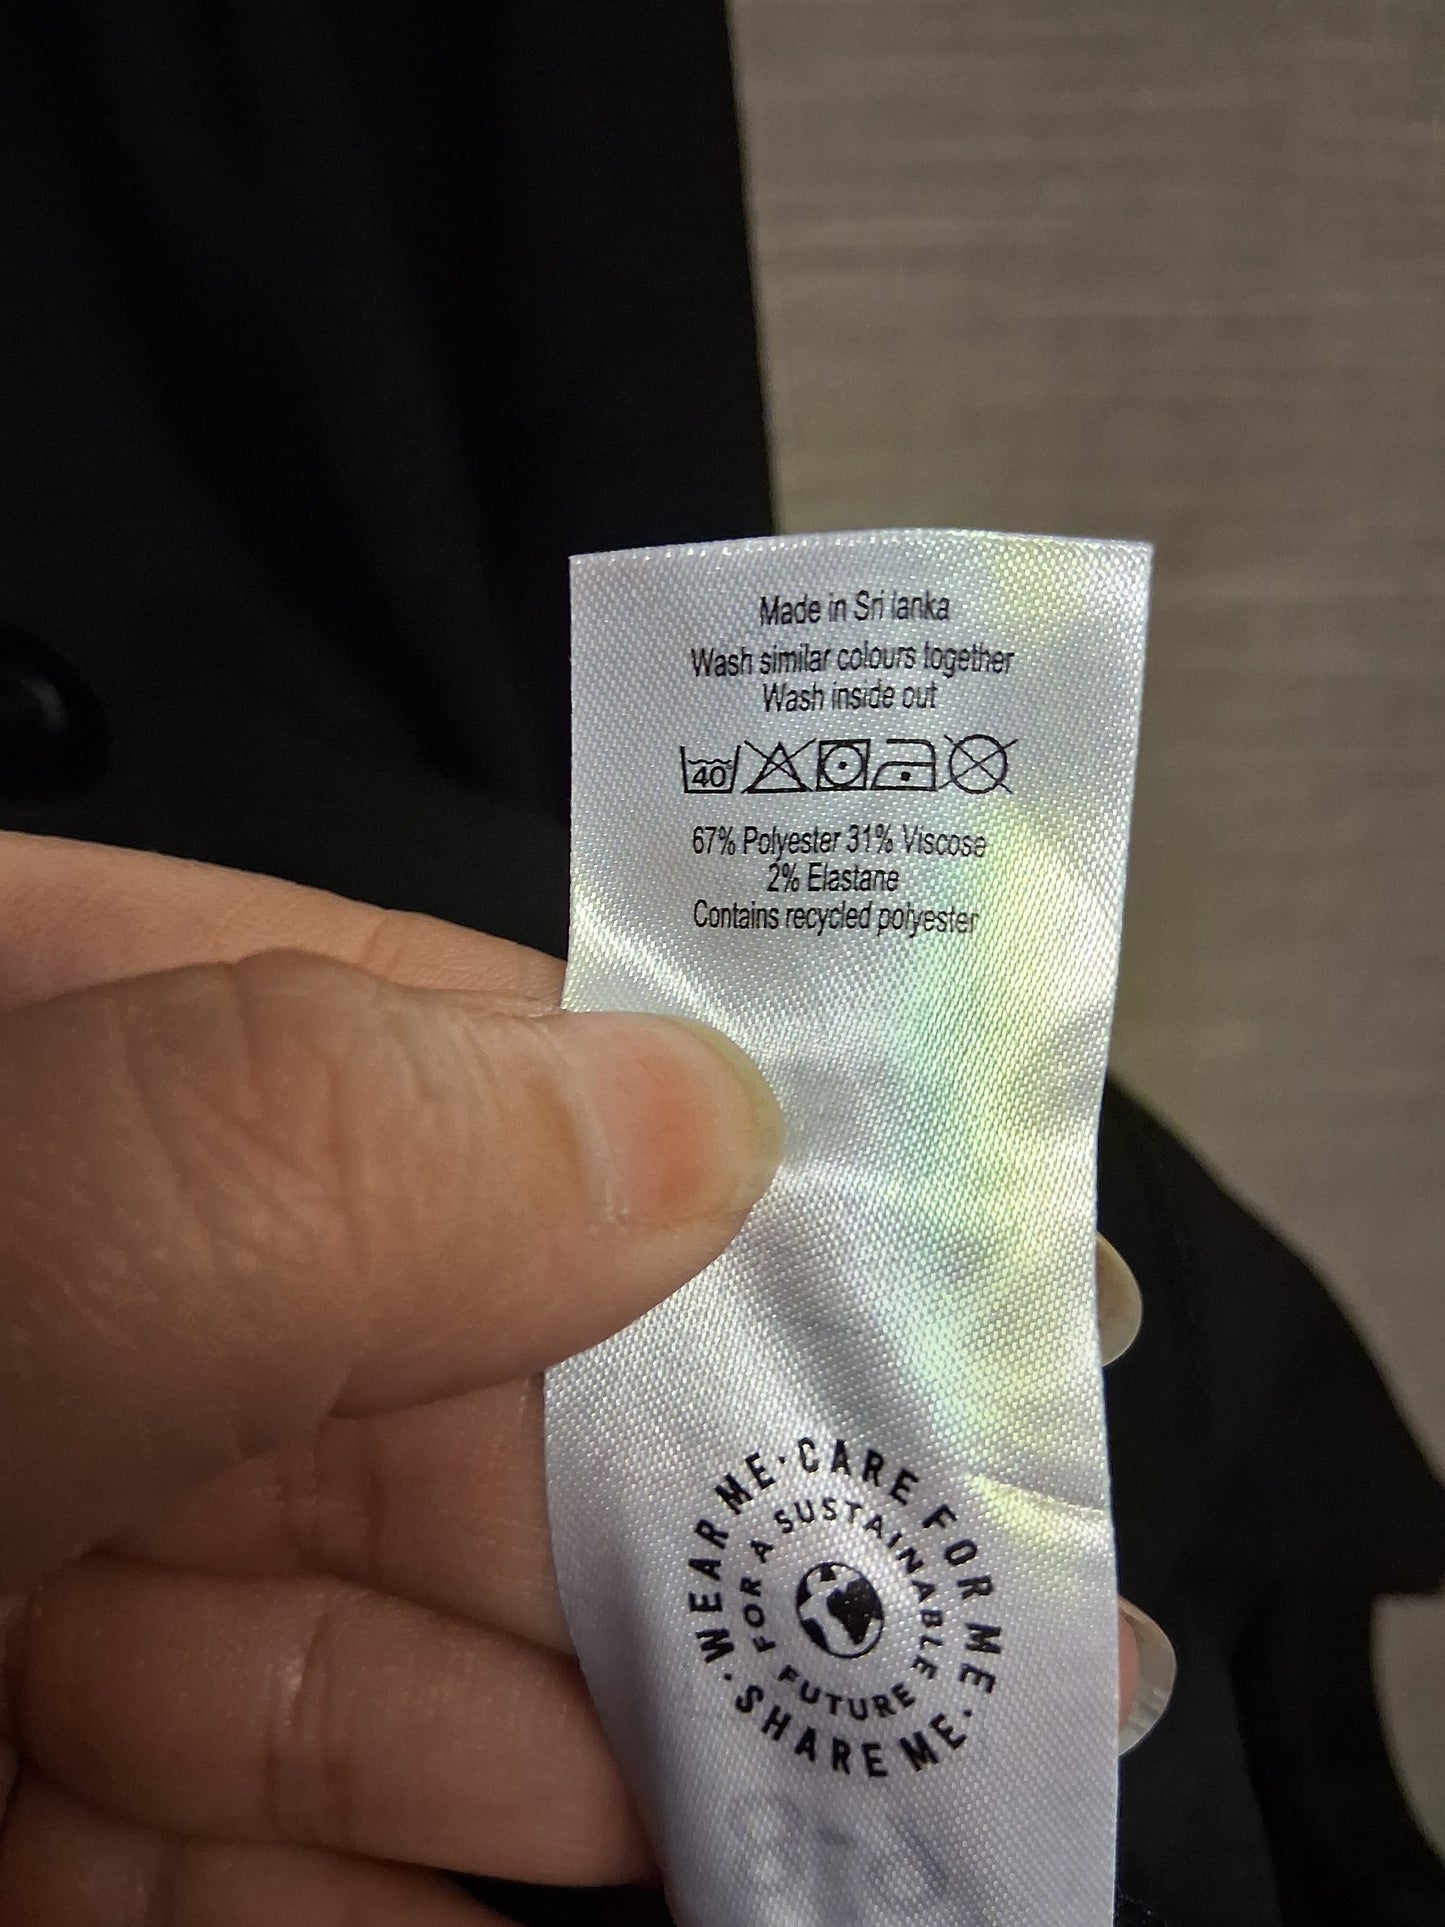 Made in Sri lanka
Wash similar colours together
Wash inside out
40
67% Polyester 31% Viscose
2% Elastane
Contains recycled polyester
WEAR ME · CARE FOR ME · SHARE ME ·
FOR A SUSTAINABLE FUTURE